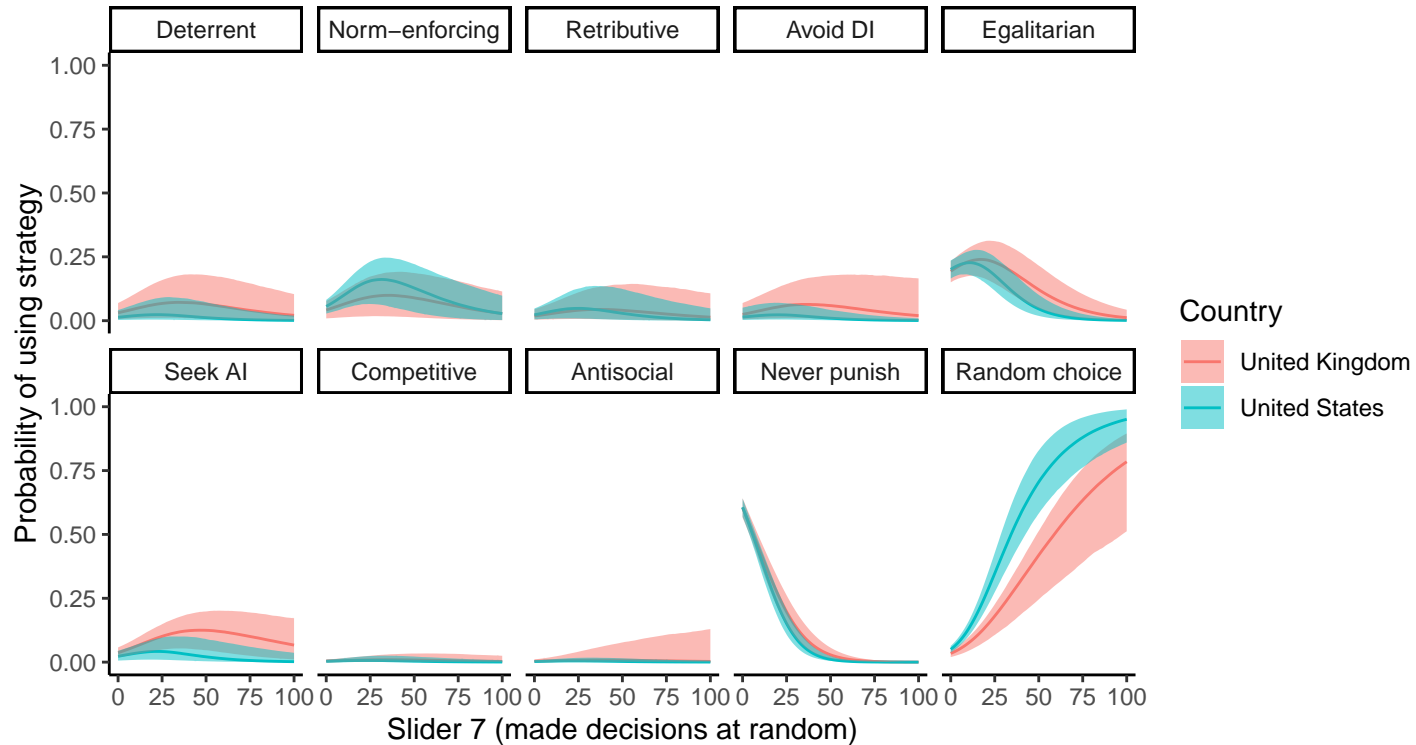 Deterrent Norm−enforcing Retributive Avoid DI Egalitarian
1.00
0.75
0.50
0.25
0.00
Seek AI Competitive Antisocial Never punish Random choice
1.00
0.75
0.50
0.25
0.00
0 25 50 75 100 0 25 50 75 100 0 25 50 75 100 0 25 50 75 100 0 25 50 75 100
Slider 7 (made decisions at random)
Probability of using strategy
Country
United Kingdom
United States